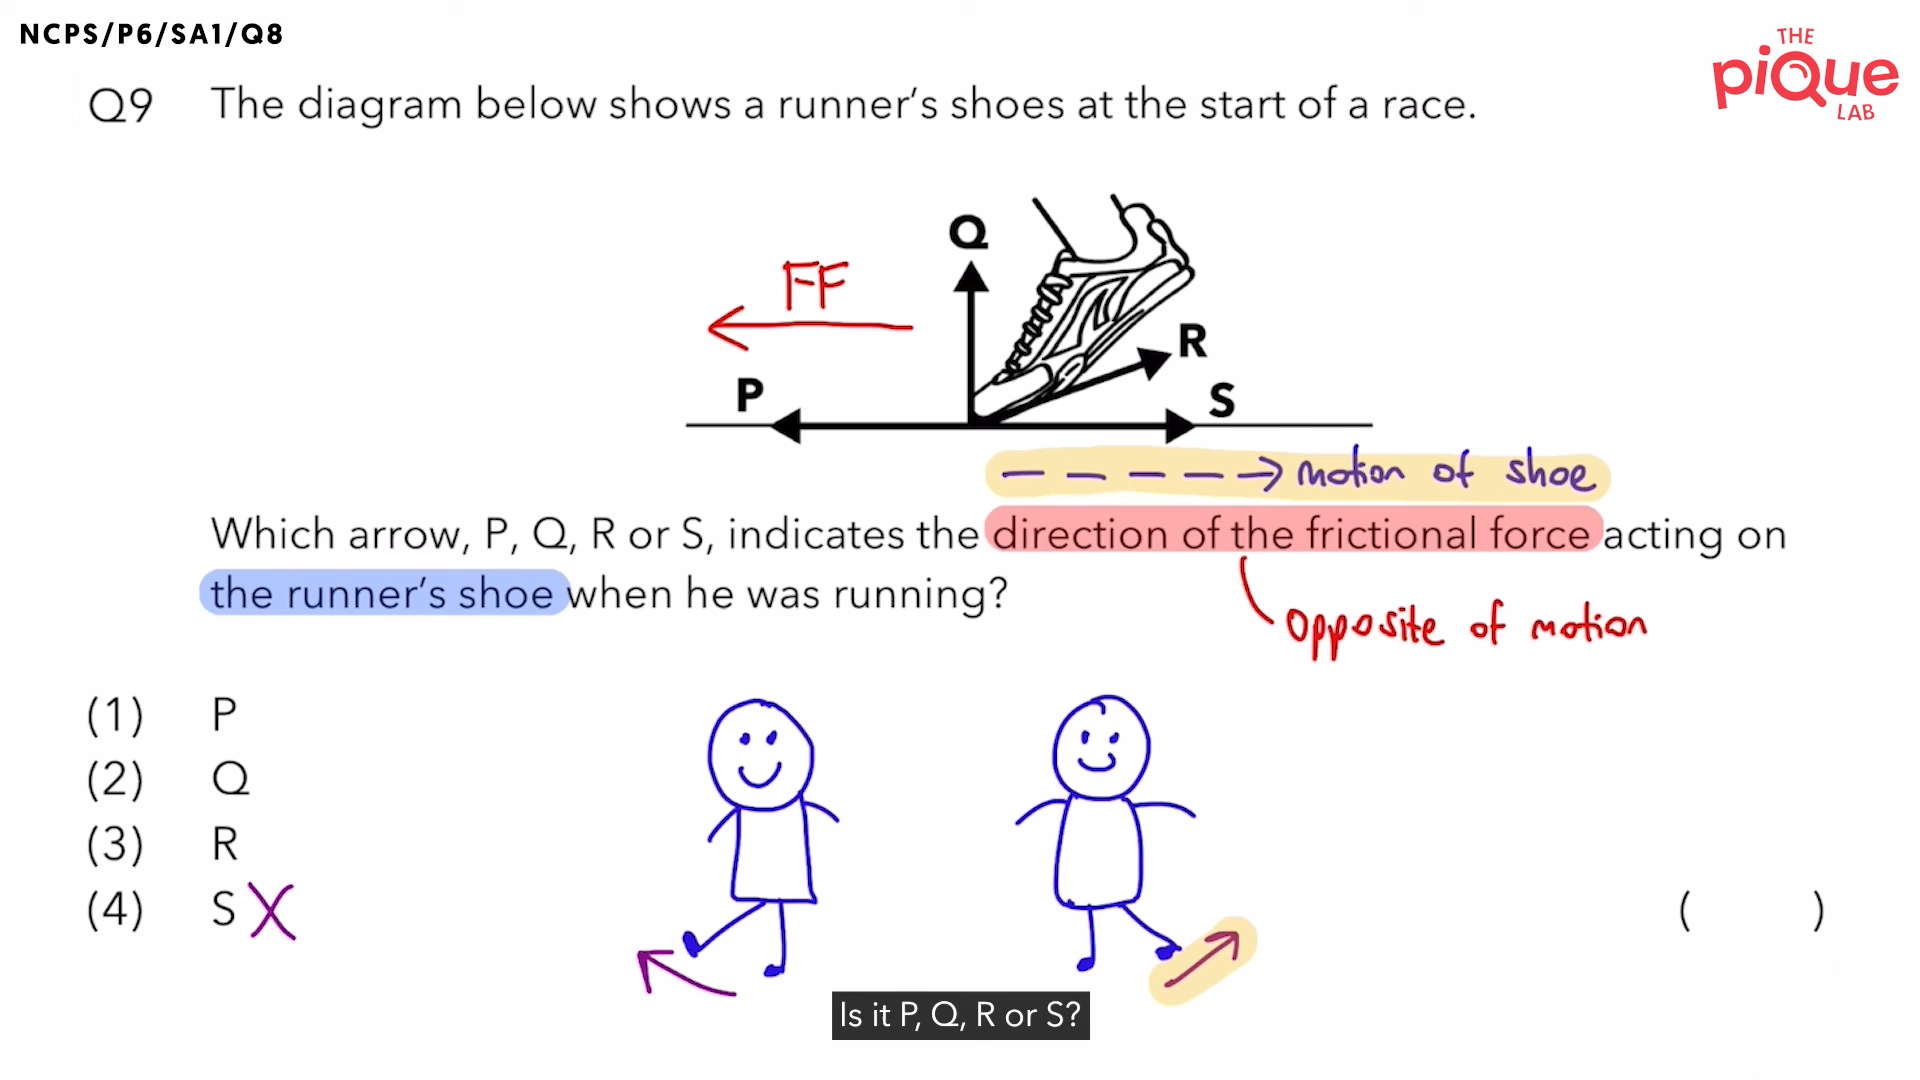 NCPS/P6/SA1/Q8
THE
piQue
LAB
Q9 The diagram below shows a runner's shoes at the start of a race.
Q
FF
R
P
S
motion of shoe
Which arrow, P, Q, R or S, indicates the direction of the frictional force acting on
the runner's shoe when he was running?
Opposite of motion
(1) P
(2) Q
(3) R
(4) S X
( )
Is it P, Q, R or S?